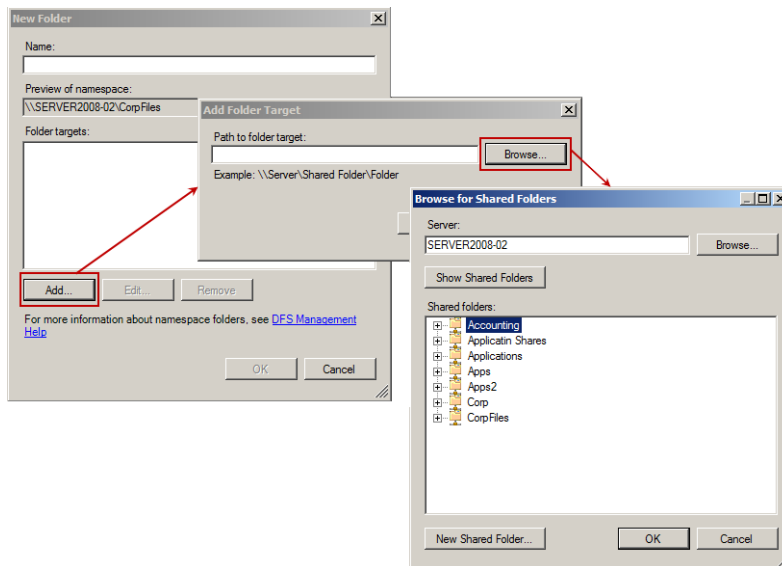 New Folder
Name:
Preview of namespace:
\\SERVER2008-02\CorpFiles
Folder targets:
Add...
Edit...
Remove
For more information about namespace folders, see DFS Management
Help
OK
Cancel
Add Folder Target
Path to folder target:
Browse...
Example: \\Server\Shared Folder\Folder
Browse for Shared Folders
Server:
SERVER2008-02
Browse...
Show Shared Folders
Shared folders:
Accounting
Applicatin Shares
Applications
Apps
Apps2
Corp
CorpFiles
New Shared Folder...
OK
Cancel